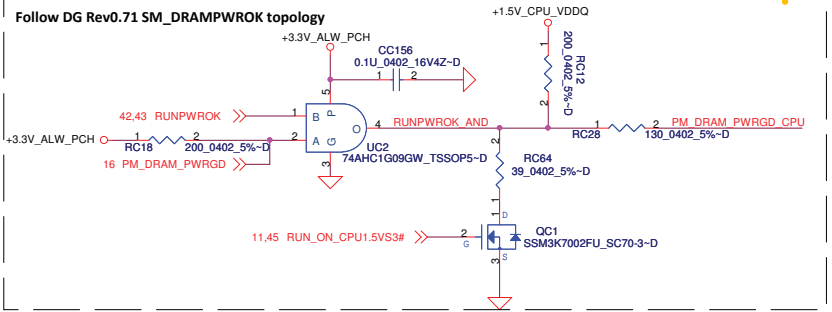 Follow DG Rev0.71 SM_DRAMPWROK topology
+1.5V_CPU_VDDQ
+3.3V_ALW_PCH
CC156
0.1U_0402_16V4Z~D
1 2
1
RC12
200_0402_5%~D
2
5
42,43 RUNPWROK
1
B
P
O
4
RUNPWROK_AND
1
2
PM_DRAM_PWRGD_CPU
+3.3V_ALW_PCH
1
2
2
A
G
UC2
RC28
130_0402_5%~D
RC18
200_0402_5%~D
74AHC1G09GW_TSSOP5~D
16 PM_DRAM_PWRGD
3
2
RC64
39_0402_5%~D
1
1
D
11,45 RUN_ON_CPU1.5VS3#
2
G
QC1
SSM3K7002FU_SC70-3~D
3
S